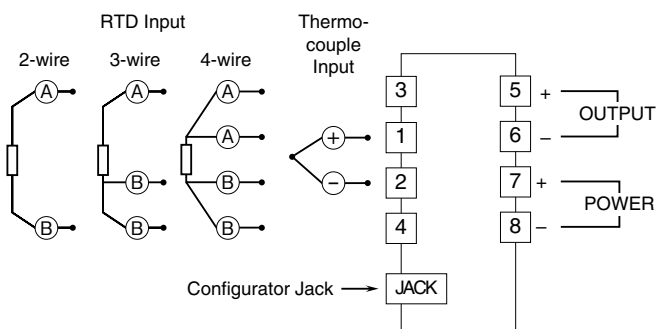 RTD Input
2-wire
3-wire
4-wire
Thermo-
couple
Input
A
A
A
A
B
B
B
B
B
+
−
3
1
2
4
5 +
6 −
OUTPUT
7 +
8 −
POWER
Configurator Jack
JACK